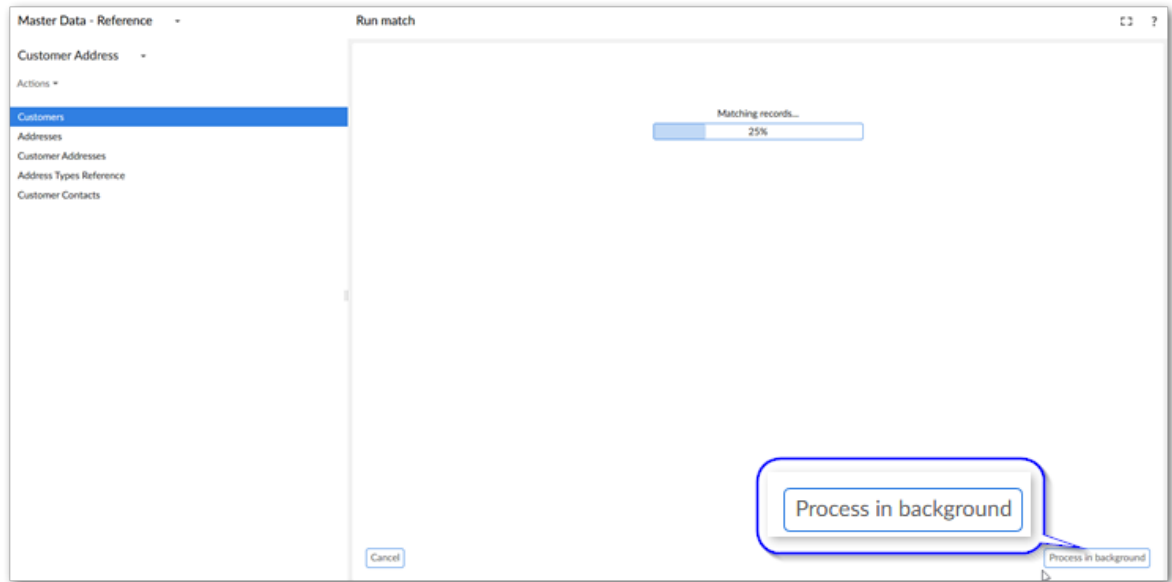 Master Data - Reference
Run match
?
Customer Address
Actions
Customers
Addresses
Customer Addresses
Address Types Reference
Customer Contacts
Matching records...
25%
Process in background
Cancel
Process in background